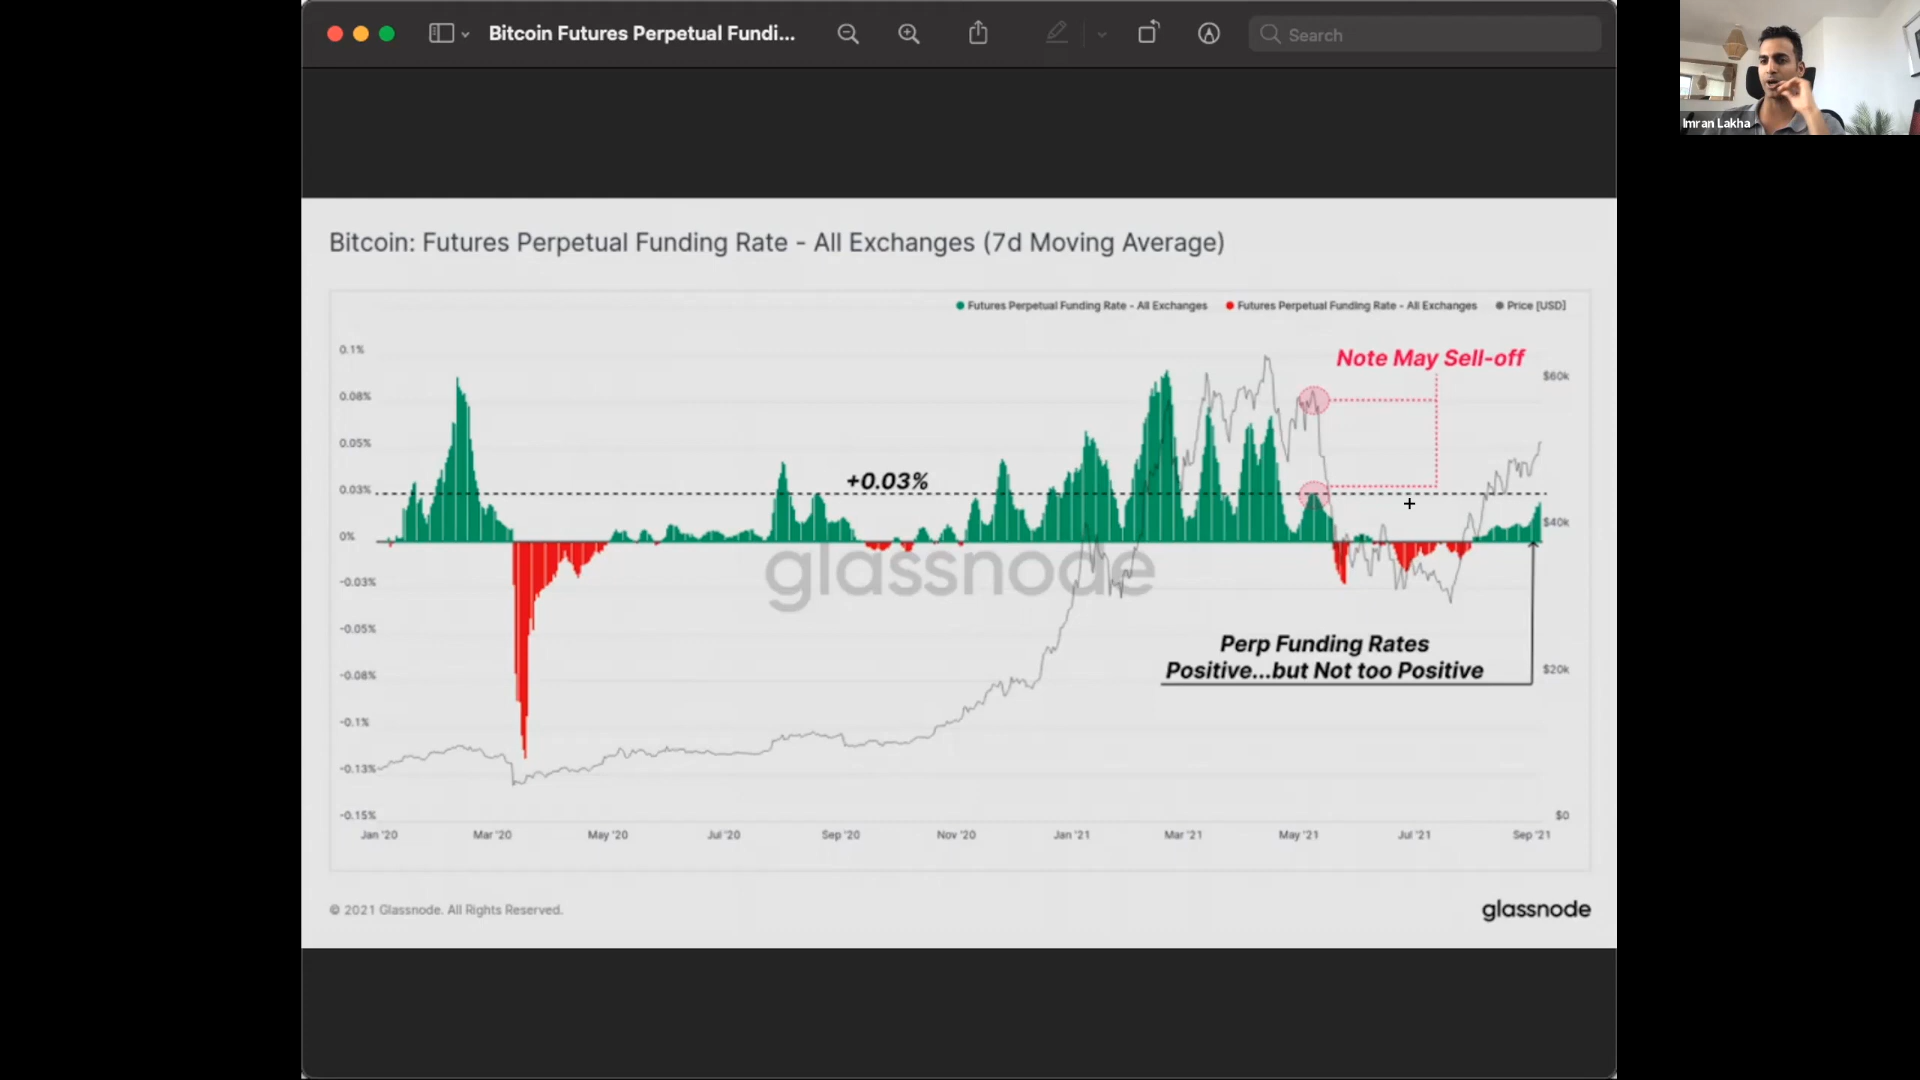 Bitcoin Futures Perpetual Fundi...
Search
Imran Lakha
Bitcoin: Futures Perpetual Funding Rate - All Exchanges (7d Moving Average)
Futures Perpetual Funding Rate - All Exchanges
Futures Perpetual Funding Rate - All Exchanges
Price [USD]
Note May Sell-off
0.1%
0.08%
0.05%
0.03%
0%
-0.03%
-0.05%
-0.08%
-0.1%
-0.13%
-0.15%
+0.03%
$60k
$40k
$20k
$0
glassnode
Perp Funding Rates
Positive...but Not too Positive
Jan '20
Mar '20
May '20
Jul '20
Sep '20
Nov '20
Jan '21
Mar '21
May '21
Jul '21
Sep '21
© 2021 Glassnode. All Rights Reserved.
glassnode